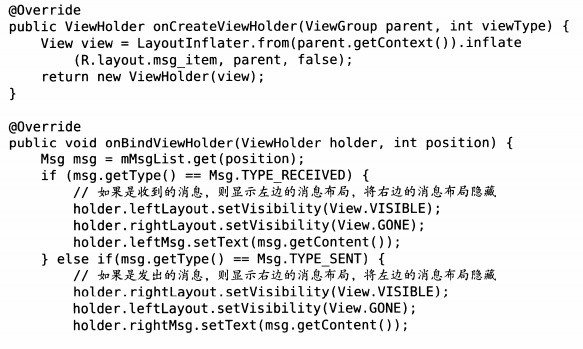 @Override
public ViewHolder onCreateViewHolder(ViewGroup parent, int viewType) {
    View view = LayoutInflater.from(parent.getContext()).inflate
        (R.layout.msg_item, parent, false);
    return new ViewHolder(view);
}

@Override
public void onBindViewHolder(ViewHolder holder, int position) {
    Msg msg = mMsgList.get(position);
    if (msg.getType() == Msg.TYPE_RECEIVED) {
        // 如果是收到的消息，则显示左边的消息布局，将右边的消息布局隐藏
        holder.leftLayout.setVisibility(View.VISIBLE);
        holder.rightLayout.setVisibility(View.GONE);
        holder.leftMsg.setText(msg.getContent());
    } else if(msg.getType() == Msg.TYPE_SENT) {
        // 如果是发出的消息，则显示右边的消息布局，将左边的消息布局隐藏
        holder.rightLayout.setVisibility(View.VISIBLE);
        holder.leftLayout.setVisibility(View.GONE);
        holder.rightMsg.setText(msg.getContent());